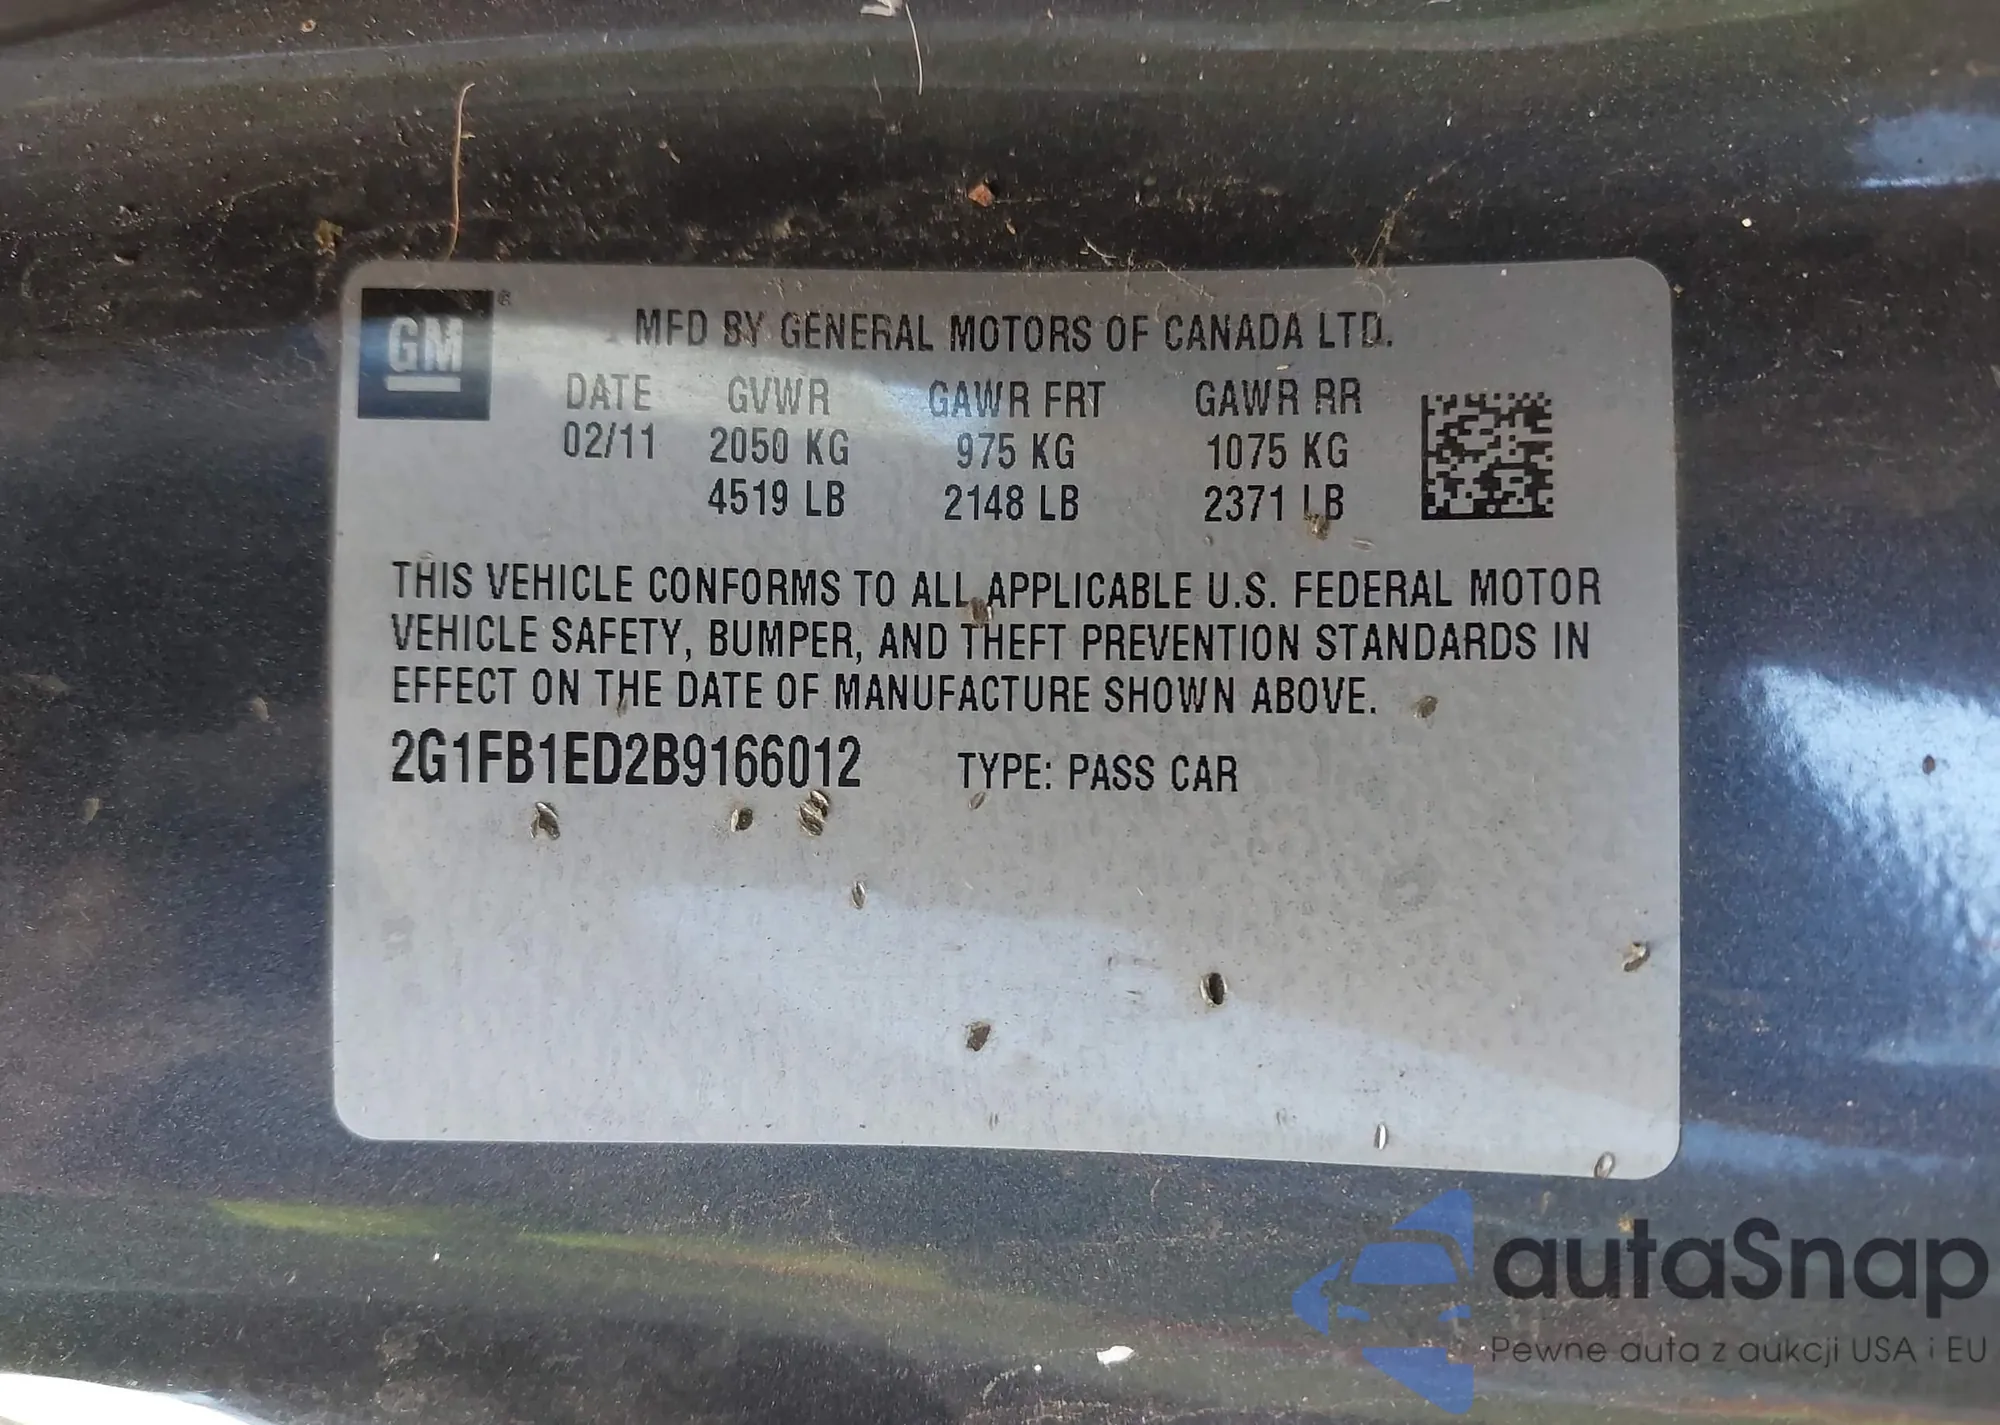 GM ®
MFD BY GENERAL MOTORS OF CANADA LTD.
DATE GVWR GAWR FRT GAWR RR
02/11 2050 KG 975 KG 1075 KG
4519 LB 2148 LB 2371 LB
THIS VEHICLE CONFORMS TO ALL APPLICABLE U.S. FEDERAL MOTOR
VEHICLE SAFETY, BUMPER, AND THEFT PREVENTION STANDARDS IN
EFFECT ON THE DATE OF MANUFACTURE SHOWN ABOVE.
2G1FB1ED2B9166012 TYPE: PASS CAR
autaSnap
Pewne auta z aukcji USA i EU